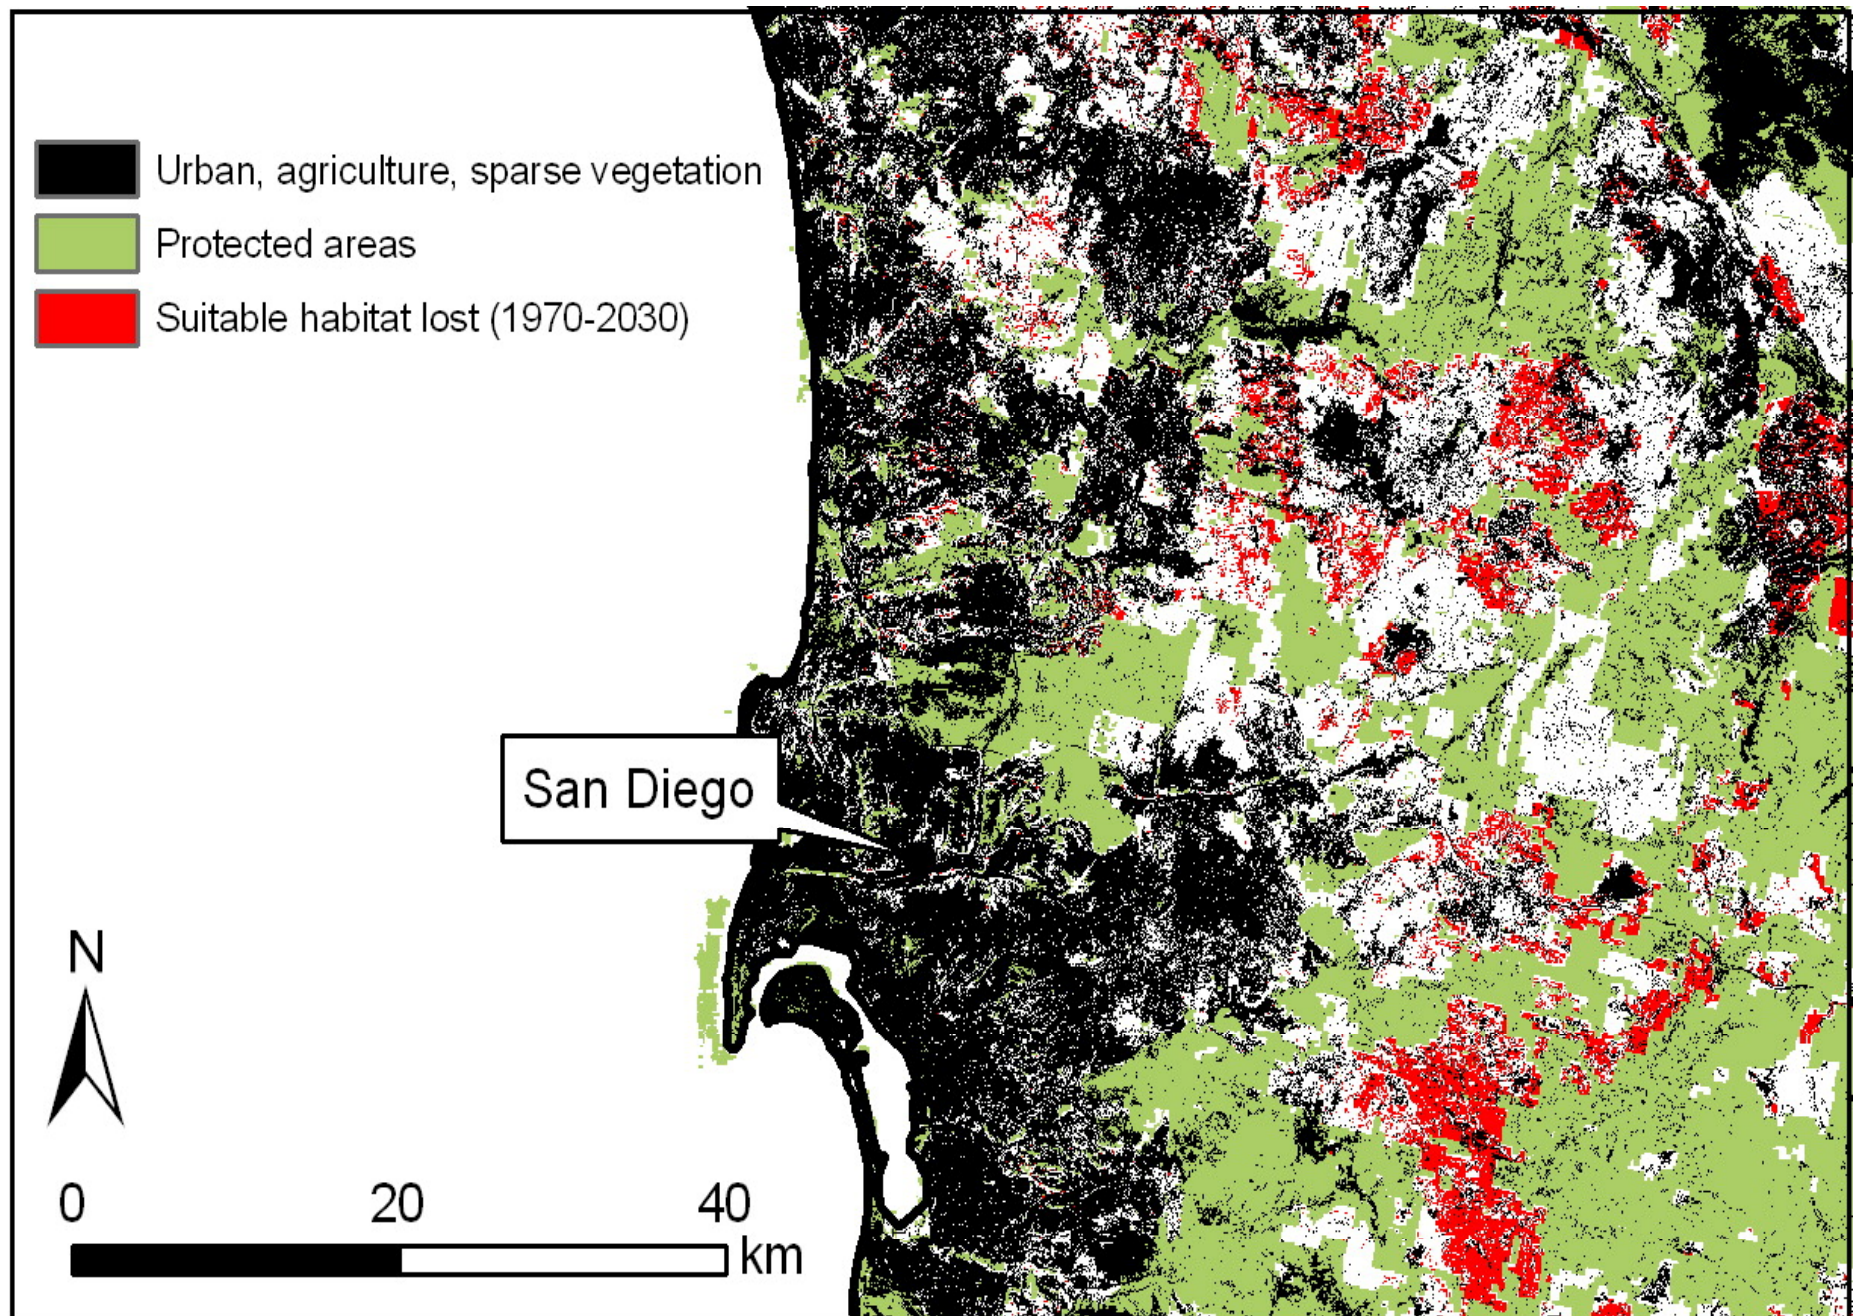 Urban, agriculture, sparse vegetation
Protected areas
Suitable habitat lost (1970-2030)
San Diego
N
0 20 40
km